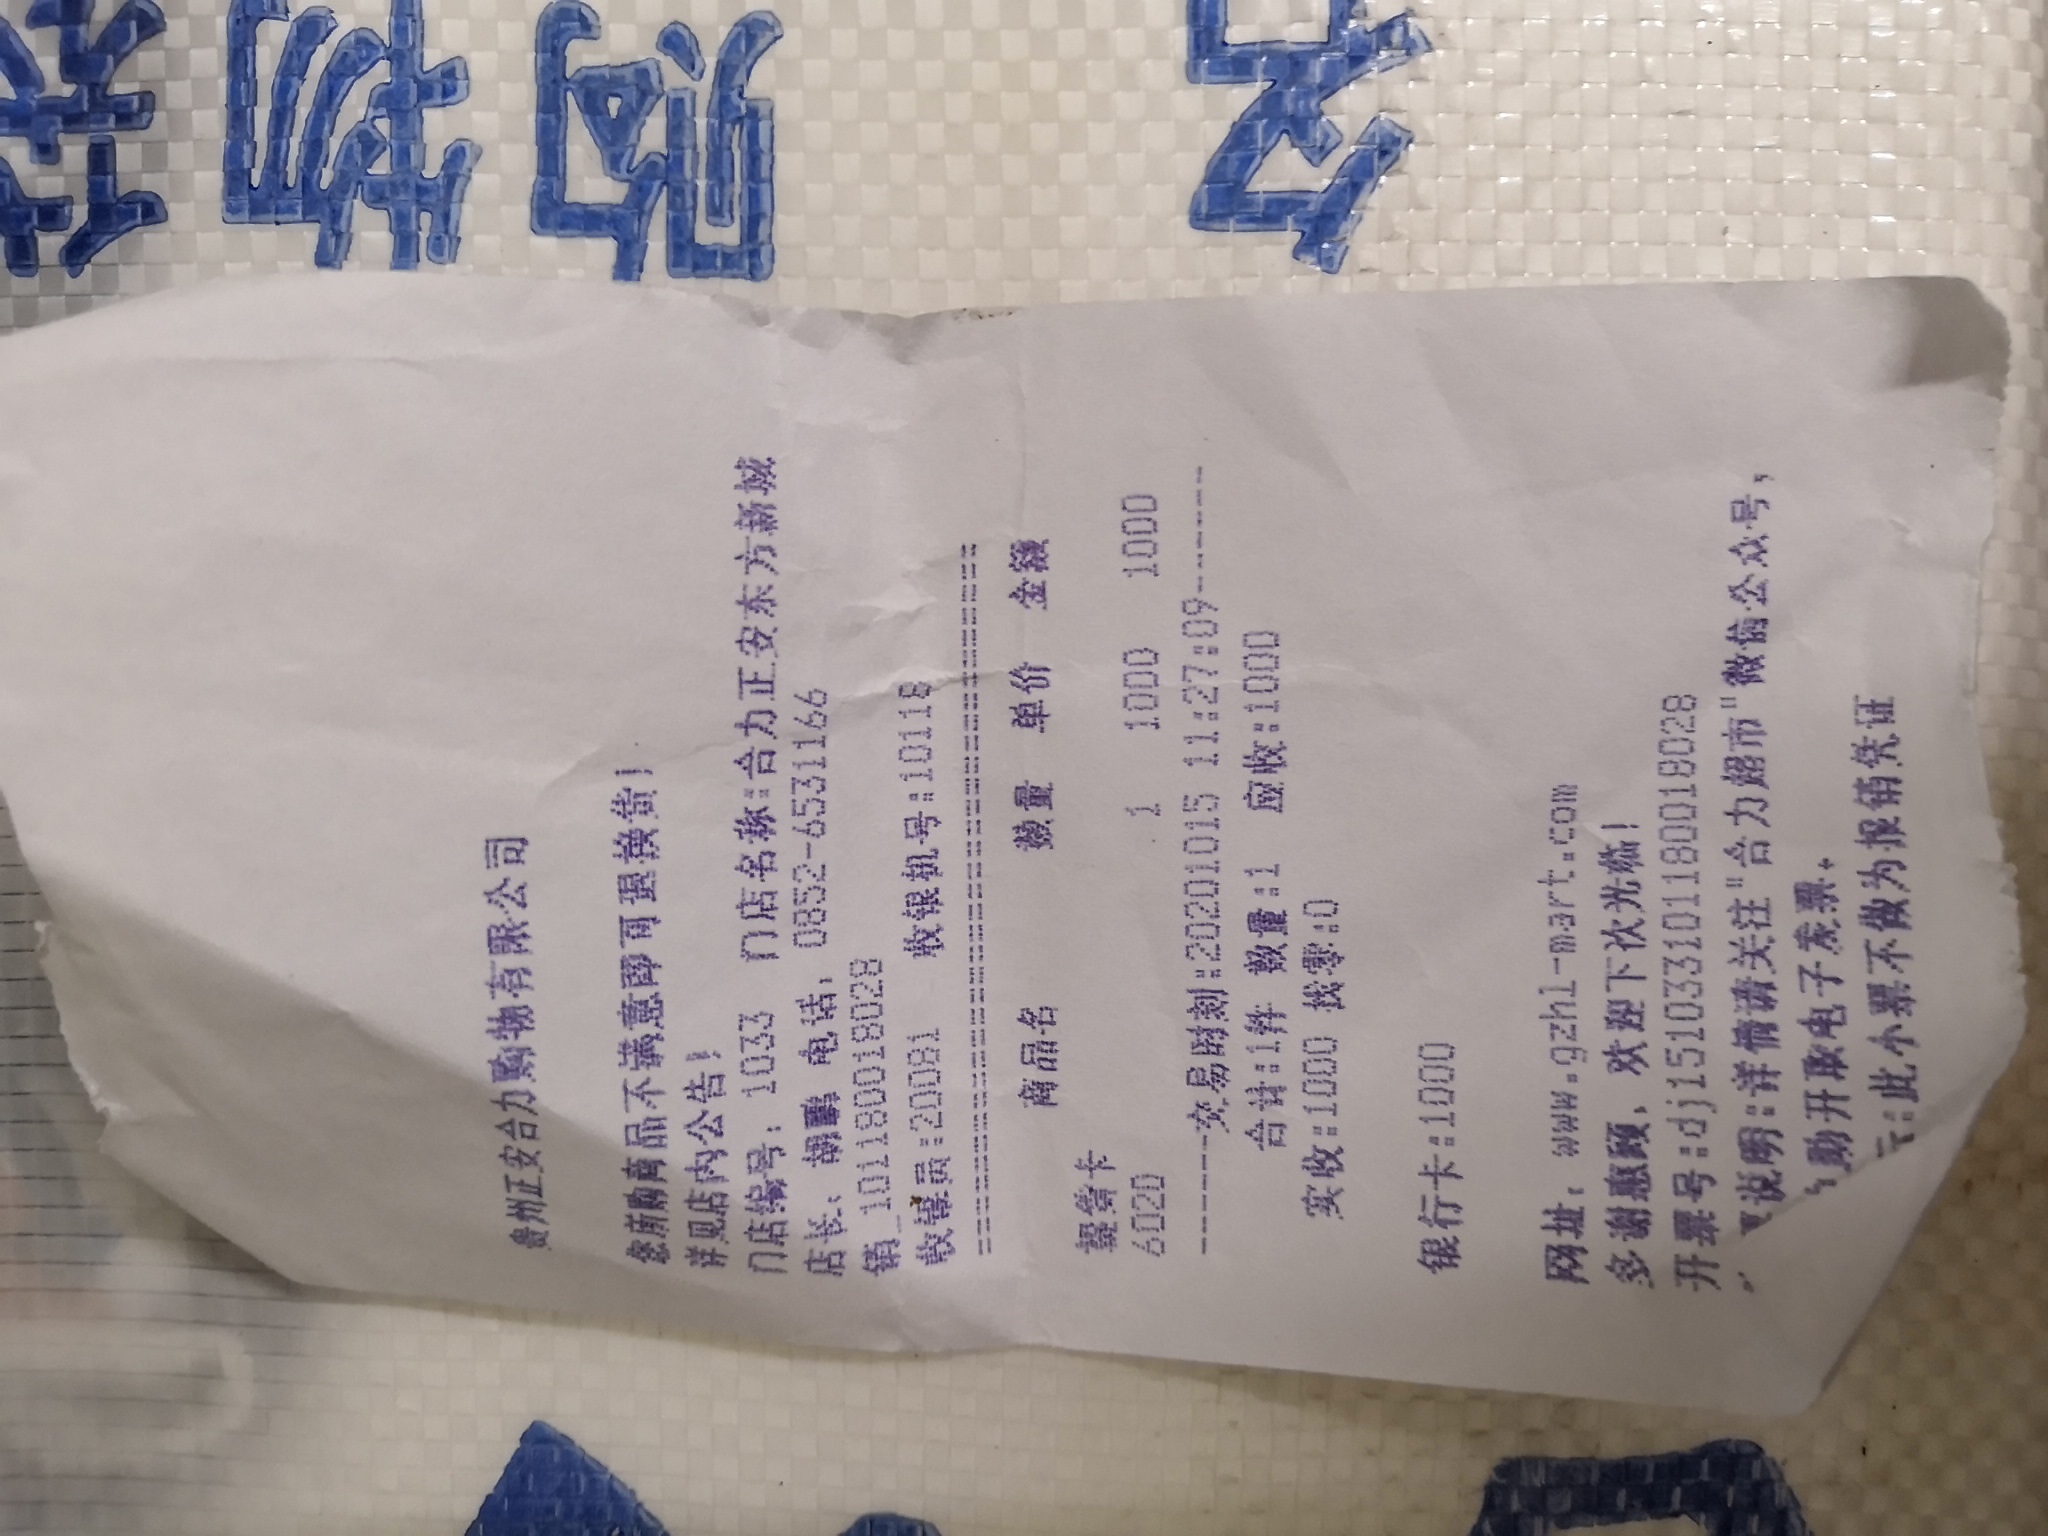 贵州正安合力购物有限公司
您所购商品不满意即可退换货!
详见店内公告!
门店编号: 1033 门店名称:合力正安东方新城
店长: 胡鹏 电话: 0852-6531166
销_101180018028
收银员:20081 收银机号:10118
========================================
商品名 数量 单价 金额
提货卡
6020 1 1000 1000
-------交易时刻:20201015 11:27:09-------
合计:1件 数量:1 应收:1000
实收:1000 找零:0
银行卡:1000
网址: www.gzhl-mart.com
多谢惠顾, 欢迎下次光临!
开票号:dj151033101180018028
说明:详情请关注"合力超市"微信公众号,
助开取电子发票。
:此小票不做为报销凭证